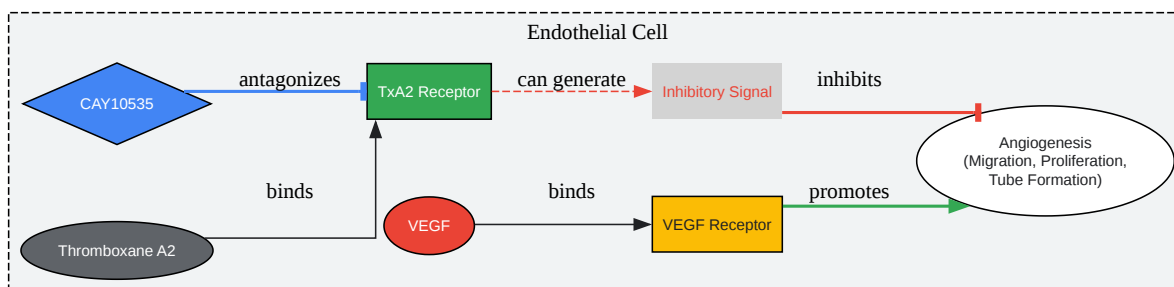 Endothelial Cell
CAY10535
antagonizes
TxA2 Receptor
can generate
Inhibitory Signal
inhibits
Angiogenesis
(Migration, Proliferation,
Tube Formation)
Thromboxane A2
binds
VEGF
binds
VEGF Receptor
promotes